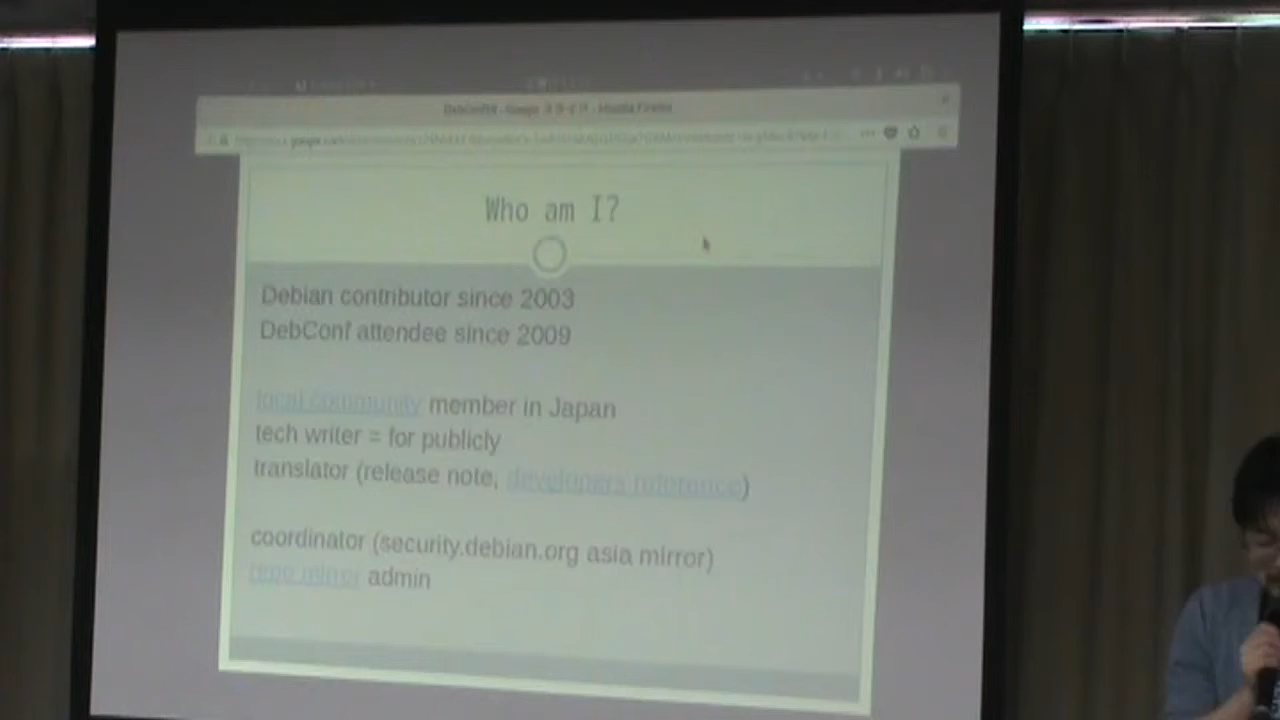 Who am I?
Debian contributor since 2003
DebConf attendee since 2009
local community member in Japan
tech writer = for publicly
translator (release note, developers reference)
coordinator (security.debian.org asia mirror)
mirror admin